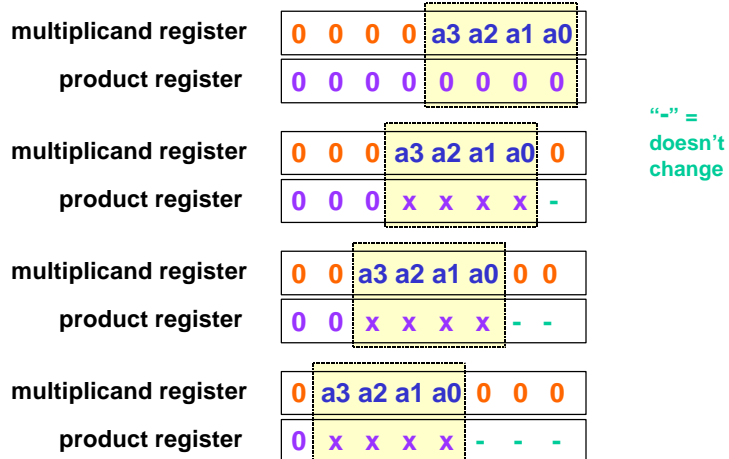 multiplicand register 0 0 0 0 a3 a2 a1 a0
product register 0 0 0 0 0 0 0 0
“-” =
doesn’t
change
multiplicand register 0 0 0 a3 a2 a1 a0 0
product register 0 0 0 x x x x -
multiplicand register 0 0 a3 a2 a1 a0 0 0
product register 0 0 x x x x - -
multiplicand register 0 a3 a2 a1 a0 0 0 0
product register 0 x x x x - - -